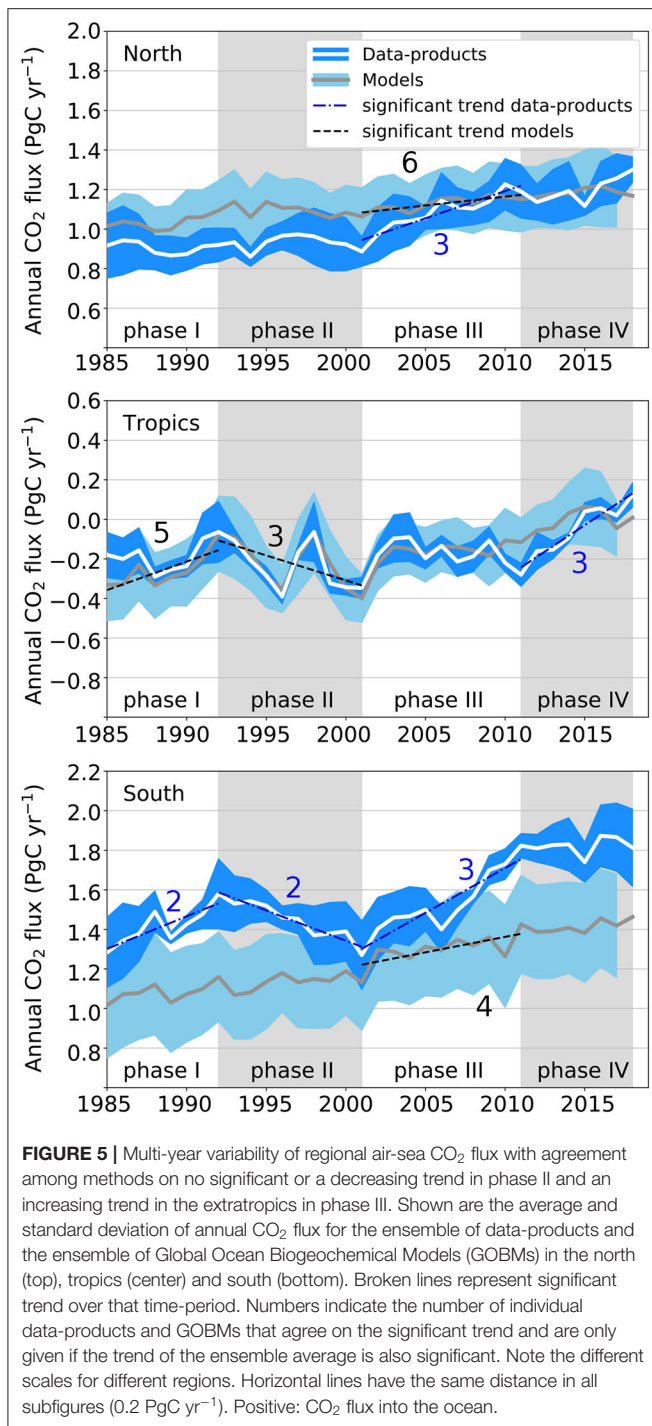 North
Data-products
Models
significant trend data-products
significant trend models
Annual CO₂ flux (PgC yr⁻¹)
2.0
1.8
1.6
1.4
1.2
1.0
0.8
0.6
6
3
phase I phase II phase III phase IV
1985 1990 1995 2000 2005 2010 2015
Tropics
Annual CO₂ flux (PgC yr⁻¹)
0.6
0.4
0.2
0.0
−0.2
−0.4
−0.6
−0.8
5
3
3
phase I phase II phase III phase IV
1985 1990 1995 2000 2005 2010 2015
South
Annual CO₂ flux (PgC yr⁻¹)
2.2
2.0
1.8
1.6
1.4
1.2
1.0
0.8
2
2
3
4
phase I phase II phase III phase IV
1985 1990 1995 2000 2005 2010 2015
FIGURE 5 | Multi-year variability of regional air-sea CO₂ flux with agreement
among methods on no significant or a decreasing trend in phase II and an
increasing trend in the extratropics in phase III. Shown are the average and
standard deviation of annual CO₂ flux for the ensemble of data-products and
the ensemble of Global Ocean Biogeochemical Models (GOBMs) in the north
(top), tropics (center) and south (bottom). Broken lines represent significant
trend over that time-period. Numbers indicate the number of individual
data-products and GOBMs that agree on the significant trend and are only
given if the trend of the ensemble average is also significant. Note the different
scales for different regions. Horizontal lines have the same distance in all
subfigures (0.2 PgC yr⁻¹). Positive: CO₂ flux into the ocean.